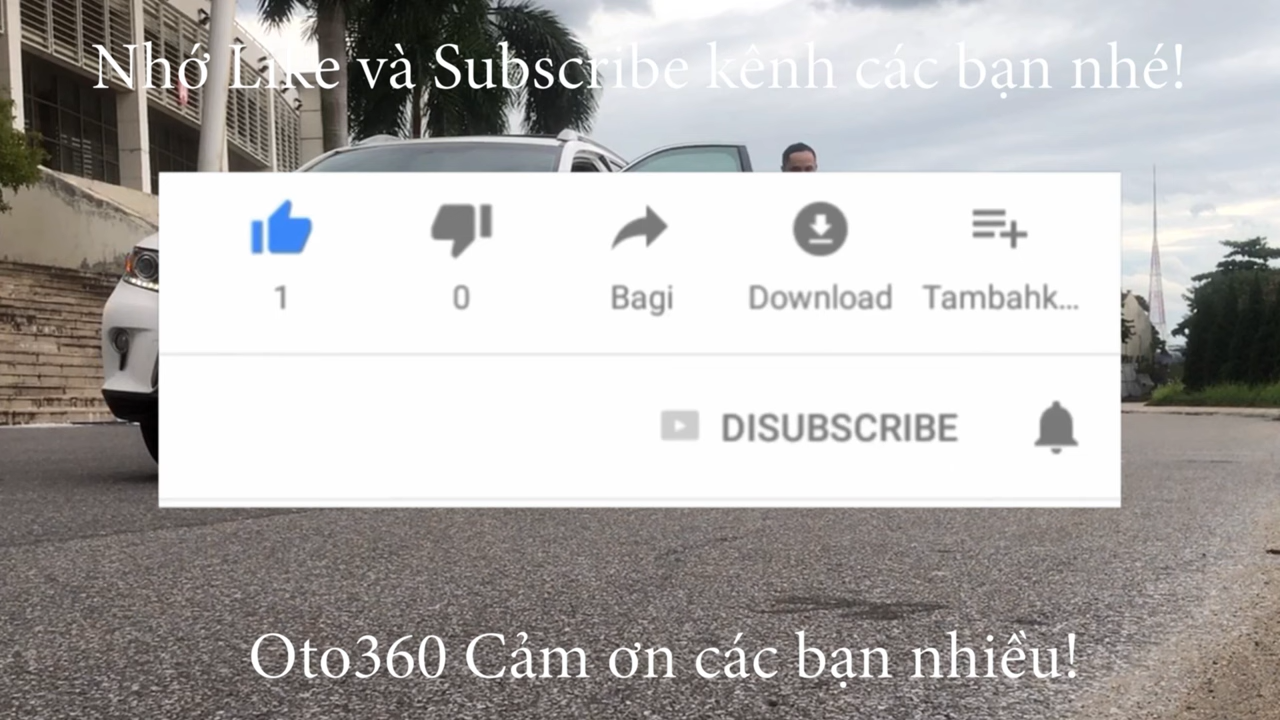 Nhớ Like và Subscribe kênh các bạn nhé!
1 0 Bagi Download Tambahk...
DISUBSCRIBE
Oto360 Cảm ơn các bạn nhiều!